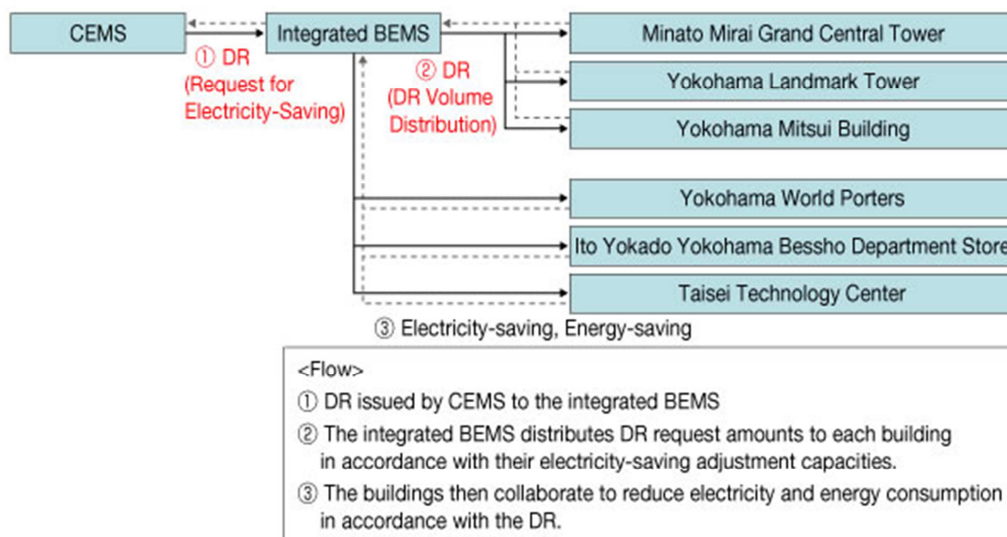 CEMS
Integrated BEMS
Minato Mirai Grand Central Tower
① DR
(Request for
Electricity-Saving)
② DR
(DR Volume
Distribution)
Yokohama Landmark Tower
Yokohama Mitsui Building
Yokohama World Porters
Ito Yokado Yokohama Bessho Department Store
Taisei Technology Center
③ Electricity-saving, Energy-saving
<Flow>
① DR issued by CEMS to the integrated BEMS
② The integrated BEMS distributes DR request amounts to each building
in accordance with their electricity-saving adjustment capacities.
③ The buildings then collaborate to reduce electricity and energy consumption
in accordance with the DR.